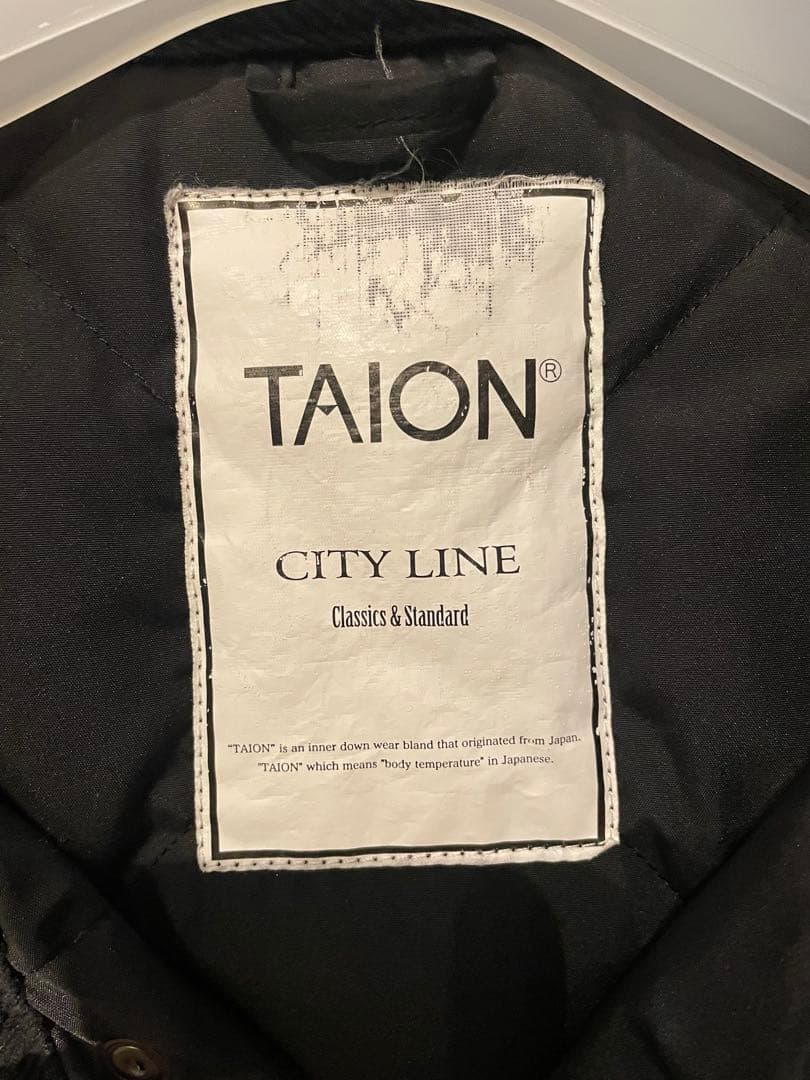 TAION®
CITY LINE
Classics & Standard
"TAION" is an inner down wear bland that originated from Japan.
"TAION" which means "body temperature" in Japanese.